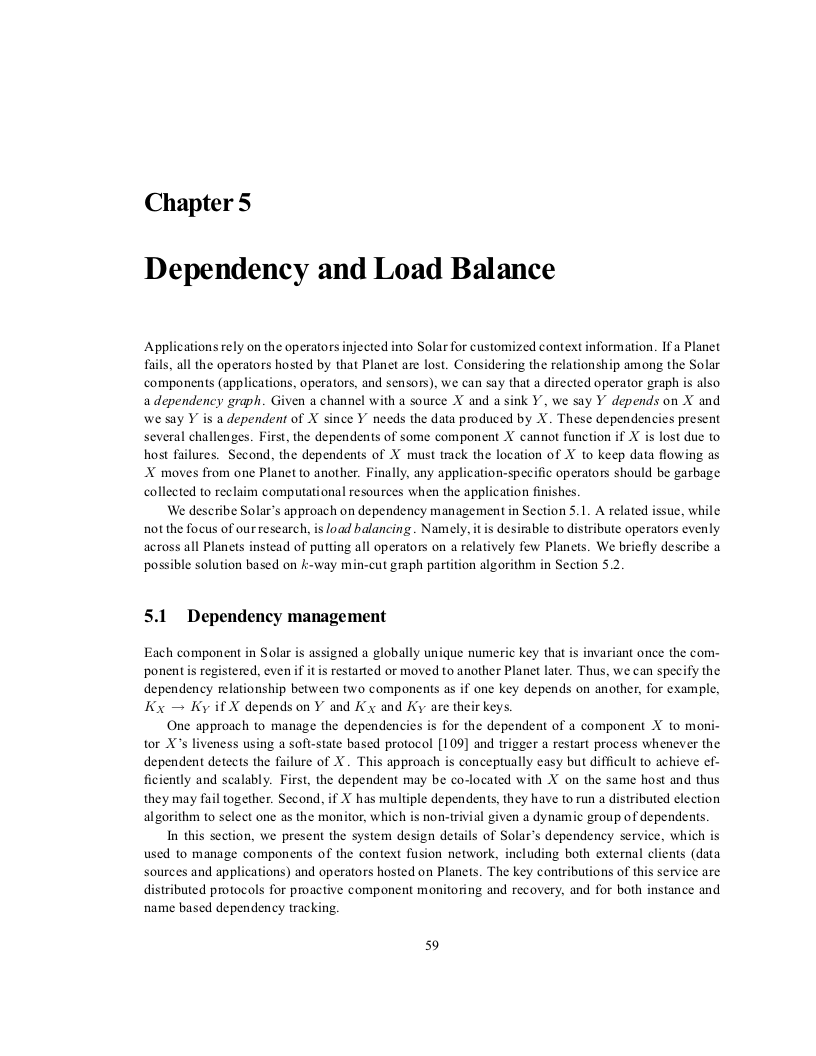 Chapter 5
Dependency and Load Balance
Applications rely on the operators injected into Solar for customized context information. If a Planet
fails, all the operators hosted by that Planet are lost. Considering the relationship among the Solar
components (applications, operators, and sensors), we can say that a directed operator graph is also
a dependency graph. Given a channel with a source X and a sink Y, we say Y depends on X and
we say Y is a dependent of X since Y needs the data produced by X. These dependencies present
several challenges. First, the dependents of some component X cannot function if X is lost due to
host failures. Second, the dependents of X must track the location of X to keep data flowing as
X moves from one Planet to another. Finally, any application-specific operators should be garbage
collected to reclaim computational resources when the application finishes.
We describe Solar's approach on dependency management in Section 5.1. A related issue, while
not the focus of our research, is load balancing. Namely, it is desirable to distribute operators evenly
across all Planets instead of putting all operators on a relatively few Planets. We briefly describe a
possible solution based on k-way min-cut graph partition algorithm in Section 5.2.
5.1 Dependency management
Each component in Solar is assigned a globally unique numeric key that is invariant once the com-
ponent is registered, even if it is restarted or moved to another Planet later. Thus, we can specify the
dependency relationship between two components as if one key depends on another, for example,
K_X → K_Y if X depends on Y and K_X and K_Y are their keys.
One approach to manage the dependencies is for the dependent of a component X to moni-
tor X's liveness using a soft-state based protocol [109] and trigger a restart process whenever the
dependent detects the failure of X. This approach is conceptually easy but difficult to achieve ef-
ficiently and scalably. First, the dependent may be co-located with X on the same host and thus
they may fail together. Second, if X has multiple dependents, they have to run a distributed election
algorithm to select one as the monitor, which is non-trivial given a dynamic group of dependents.
In this section, we present the system design details of Solar's dependency service, which is
used to manage components of the context fusion network, including both external clients (data
sources and applications) and operators hosted on Planets. The key contributions of this service are
distributed protocols for proactive component monitoring and recovery, and for both instance and
name based dependency tracking.
59